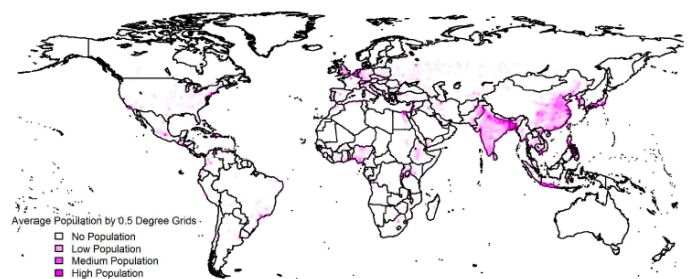 Average Population by 0.5 Degree Grids
No Population
Low Population
Medium Population
High Population